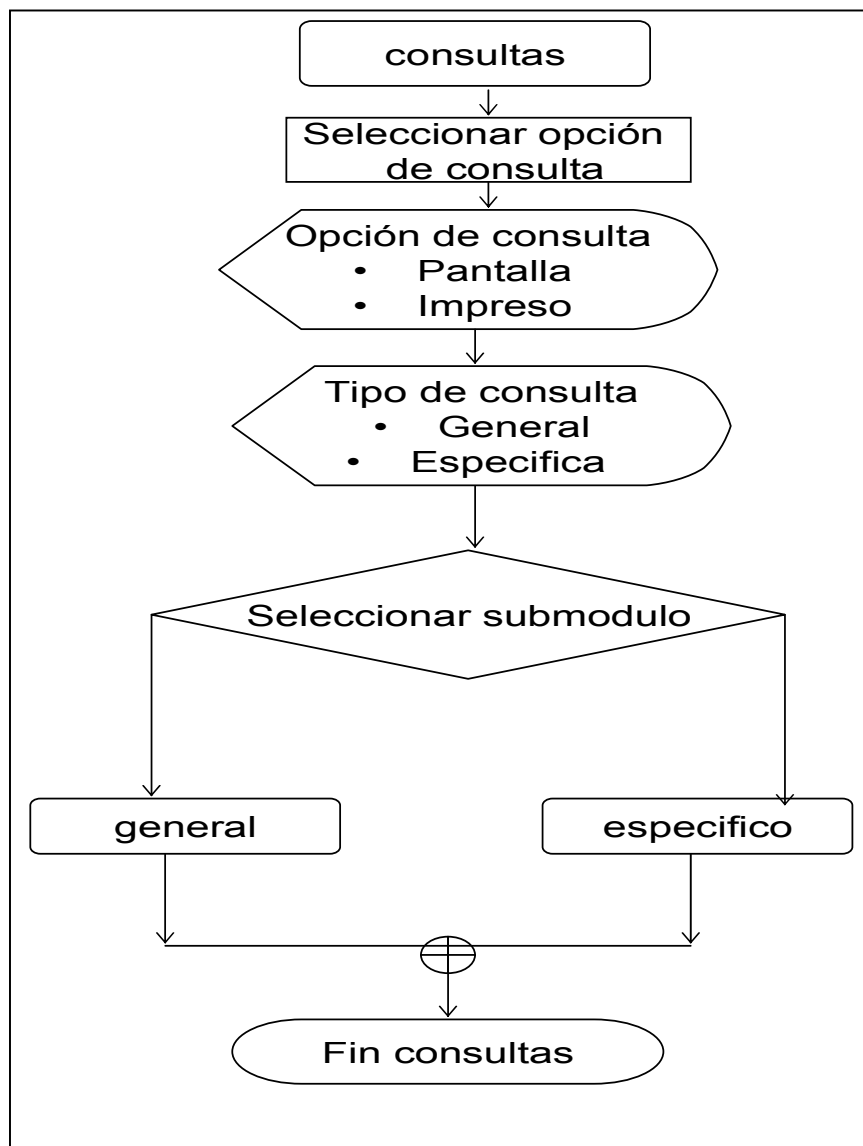 consultas
Seleccionar opción
de consulta
Opción de consulta
• Pantalla
• Impreso
Tipo de consulta
• General
• Especifica
Seleccionar submodulo
general
especifico
Fin consultas